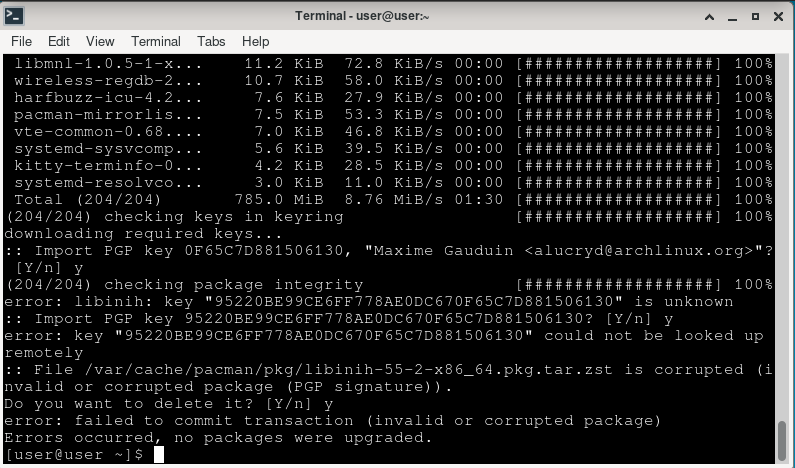 Terminal - user@user:~
File Edit View Terminal Tabs Help
libmnl-1.0.5-1-x... 11.2 KiB 72.8 KiB/s 00:00 [###################] 100%
wireless-regdb-2... 10.7 KiB 58.0 KiB/s 00:00 [###################] 100%
harfbuzz-icu-4.2... 7.6 KiB 27.9 KiB/s 00:00 [###################] 100%
pacman-mirrorlis... 7.5 KiB 53.3 KiB/s 00:00 [###################] 100%
vte-common-0.68.... 7.0 KiB 46.8 KiB/s 00:00 [###################] 100%
systemd-sysvcomp... 5.6 KiB 39.5 KiB/s 00:00 [###################] 100%
kitty-terminfo-0... 4.2 KiB 28.5 KiB/s 00:00 [###################] 100%
systemd-resolvco... 3.0 KiB 11.0 KiB/s 00:00 [###################] 100%
Total (204/204) 785.0 MiB 8.76 MiB/s 01:30 [###################] 100%
(204/204) checking keys in keyring [###################] 100%
downloading required keys...
:: Import PGP key 0F65C7D881506130, "Maxime Gauduin <alucryd@archlinux.org>"?
[Y/n] y
(204/204) checking package integrity [###################] 100%
error: libinih: key "95220BE99CE6FF778AE0DC670F65C7D881506130" is unknown
:: Import PGP key 95220BE99CE6FF778AE0DC670F65C7D881506130? [Y/n] y
error: key "95220BE99CE6FF778AE0DC670F65C7D881506130" could not be looked up
remotely
:: File /var/cache/pacman/pkg/libinih-55-2-x86_64.pkg.tar.zst is corrupted (i
nvalid or corrupted package (PGP signature)).
Do you want to delete it? [Y/n] y
error: failed to commit transaction (invalid or corrupted package)
Errors occurred, no packages were upgraded.
[user@user ~]$